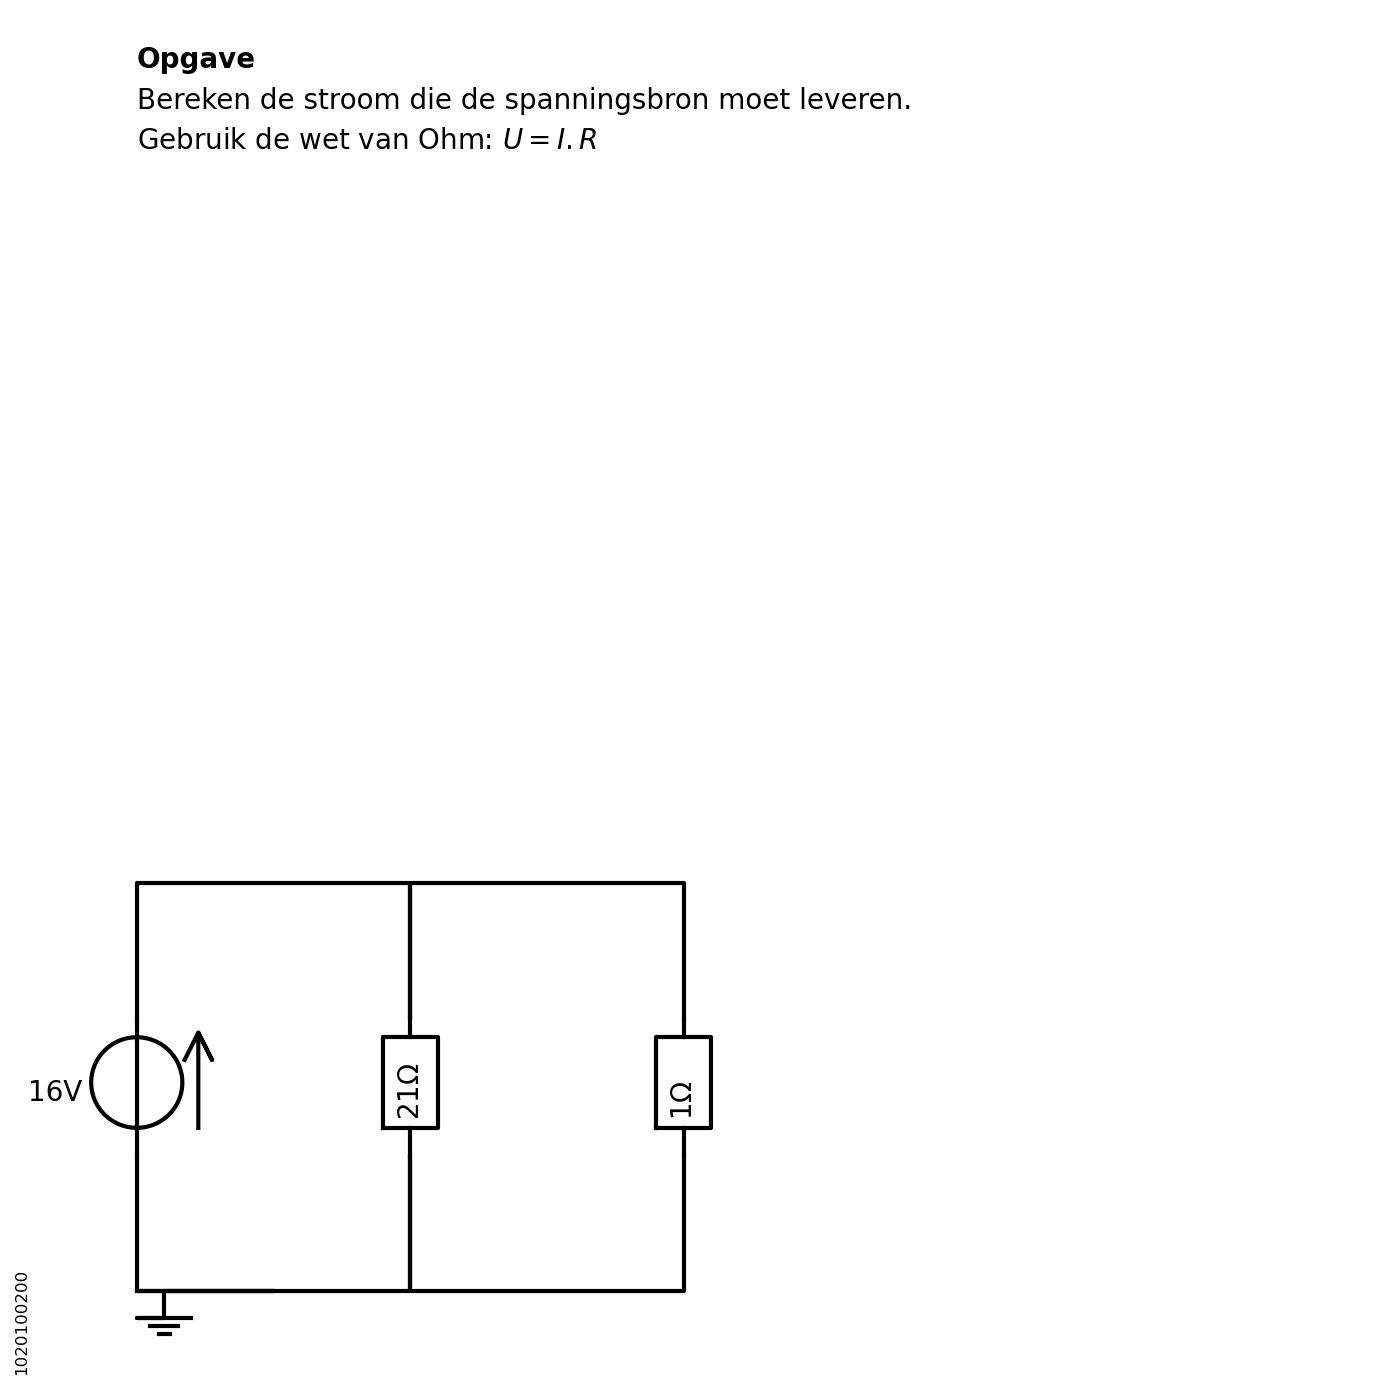 Opgave
Bereken de stroom die de spanningsbron moet leveren.
Gebruik de wet van Ohm: U = I.R
16V
21Ω
1Ω
1020100200